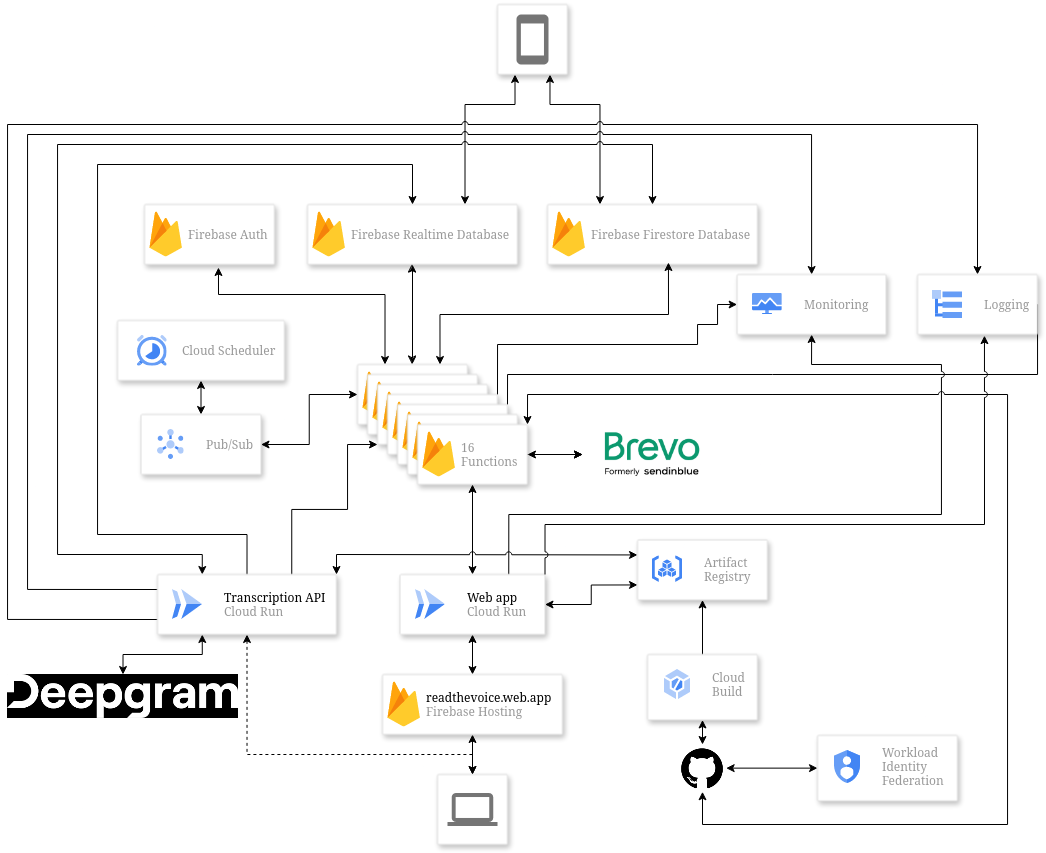 Firebase Auth
Firebase Realtime Database
Firebase Firestore Database
Monitoring
Logging
Cloud Scheduler
Pub/Sub
16
Functions
Brevo
Formerly sendinblue
Artifact
Registry
Transcription API
Cloud Run
Web app
Cloud Run
Deepgram
readthevoice.web.app
Firebase Hosting
Cloud
Build
Workload
Identity
Federation